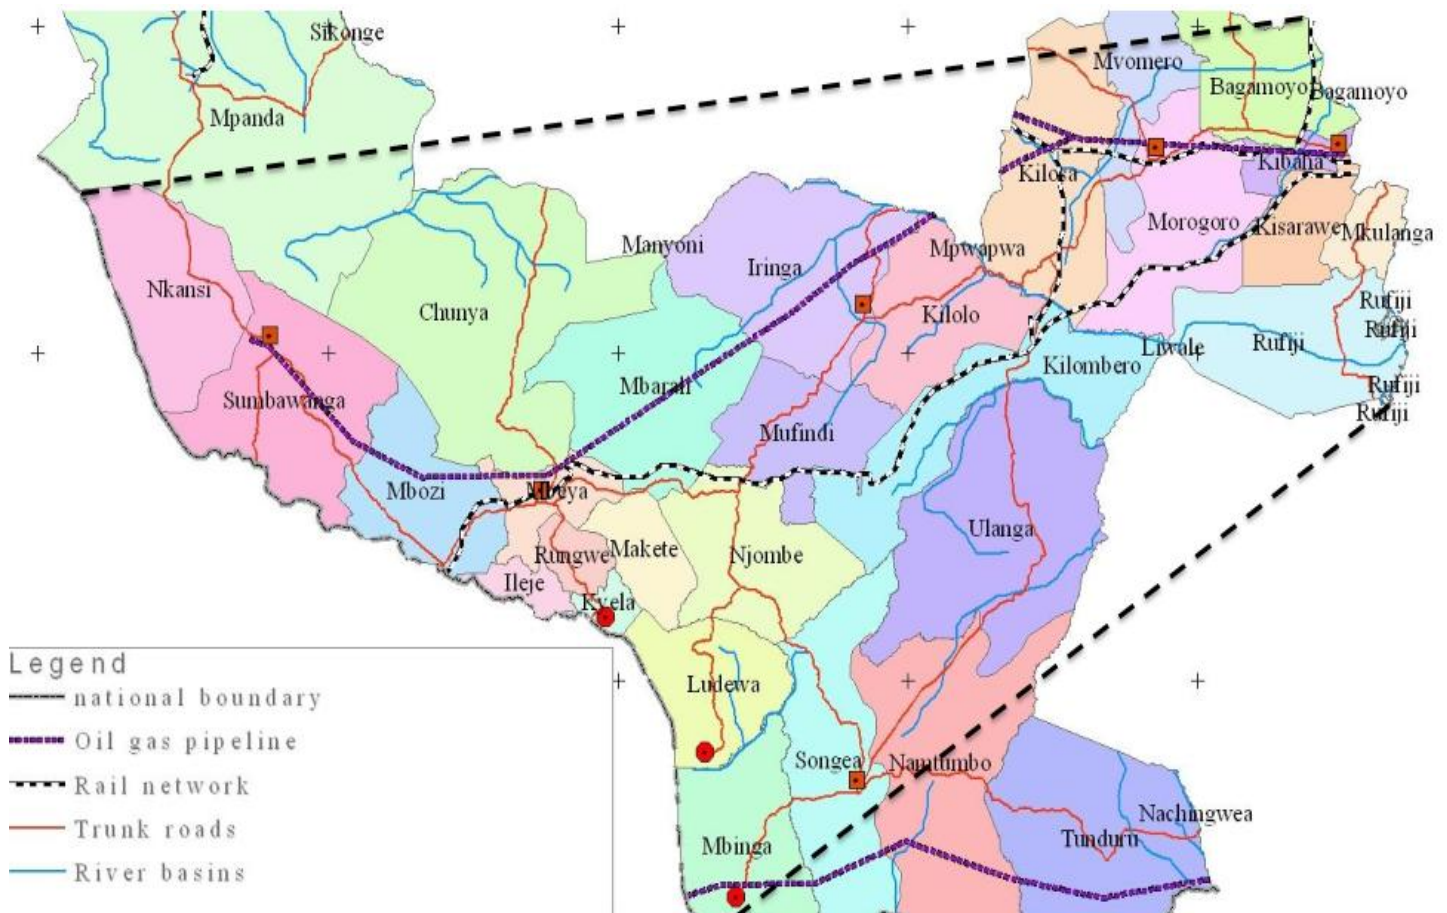 Sikonge
Mvomero
Bagamoyo
Bagamoyo
Mpanda
Kibaha
Kilosa
Morogoro
Kisarawe
Mkulanga
Manyoni
Mpwapwa
Iringa
Nkansi
Rufiji
Chunya
Kilolo
Rufiji
Rufiji
Liwale
Kilombero
Mbarali
Rufiji
Sumbawanga
Rufiji
Mufindi
Mbozi
Mbeya
Ulanga
Rungwe
Makete
Njombe
Ileje
Kyela
Legend
national boundary
Ludewa
Oil gas pipeline
Songea
Namtumbo
Rail network
Nachingwea
Trunk roads
Tunduru
Mbinga
River basins